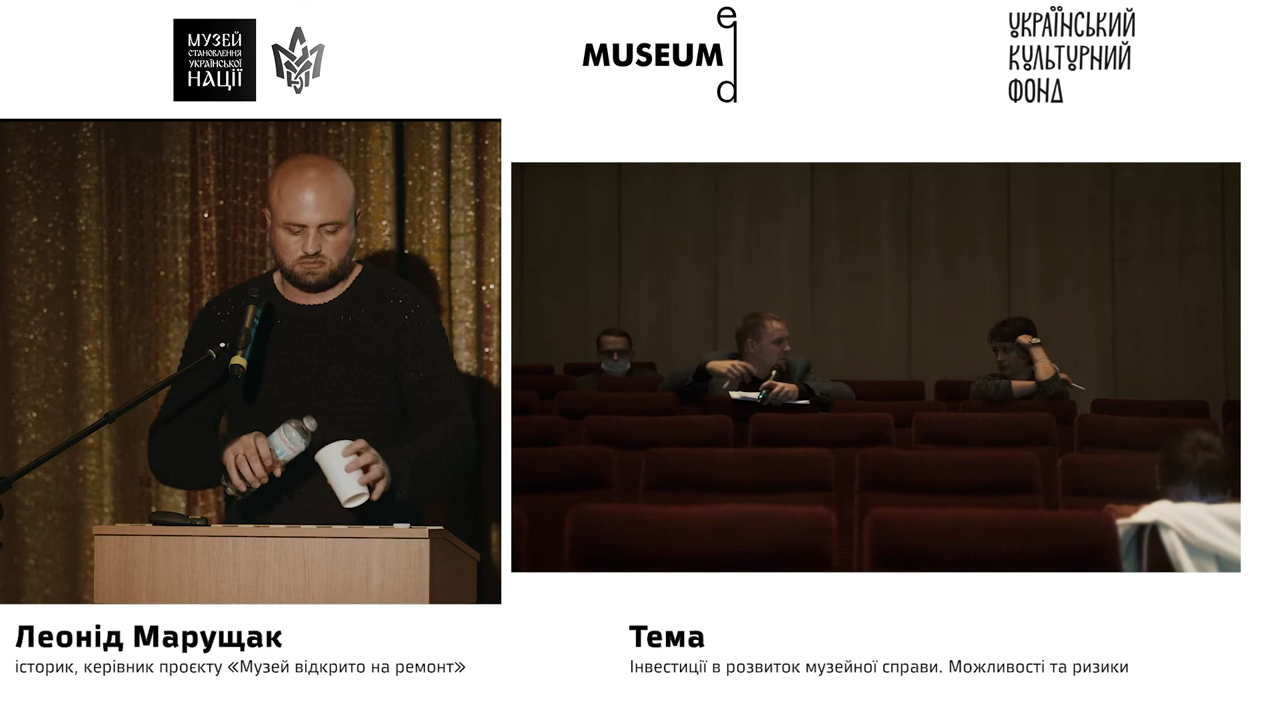 МУЗЕЙ
СТАНОВЛЕННЯ
УКРАЇНСЬКОЇ
НАЦІЇ
MUSEUM
ed
УКРАЇНСЬКИЙ
КУЛЬТУРНИЙ
ФОНД
Леонід Марущак
історик, керівник проєкту «Музей відкрито на ремонт»
Тема
Інвестиції в розвиток музейної справи. Можливості та ризики